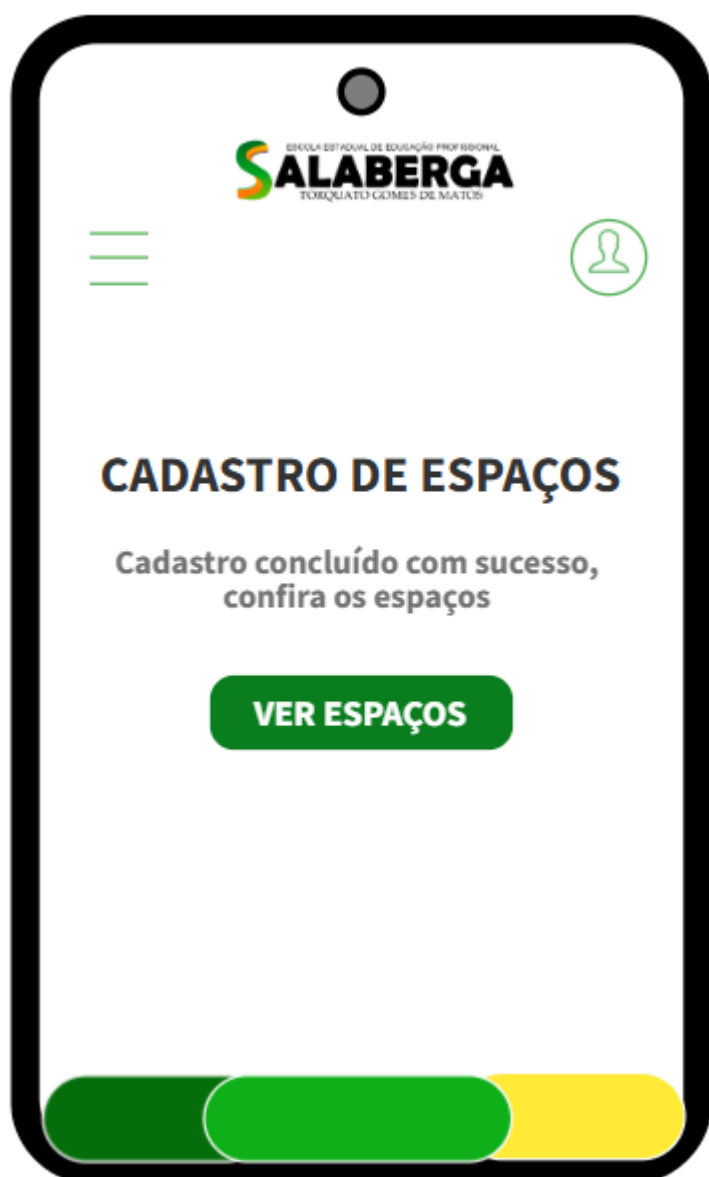 ESCOLA ESTADUAL DE EDUCAÇÃO PROFISSIONAL
SALABERGA
TORQUATO GOMES DE MATOS
CADASTRO DE ESPAÇOS
Cadastro concluído com sucesso,
confira os espaços
VER ESPAÇOS